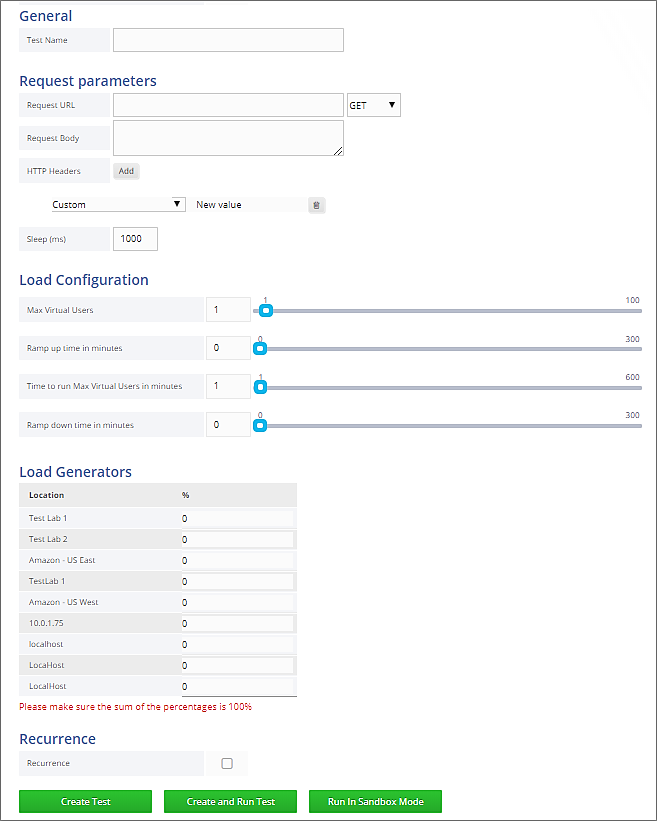 General
Test Name
Request parameters
Request URL GET
Request Body
HTTP Headers Add
Custom New value
Sleep (ms) 1000
Load Configuration
1 100
Max Virtual Users 1
0 300
Ramp up time in minutes 0
1 600
Time to run Max Virtual Users in minutes 1
0 300
Ramp down time in minutes 0
Load Generators
Location %
Test Lab 1 0
Test Lab 2 0
Amazon - US East 0
TestLab 1 0
Amazon - US West 0
10.0.1.75 0
localhost 0
LocaHost 0
LocalHost 0
Please make sure the sum of the percentages is 100%
Recurrence
Recurrence
Create Test Create and Run Test Run In Sandbox Mode